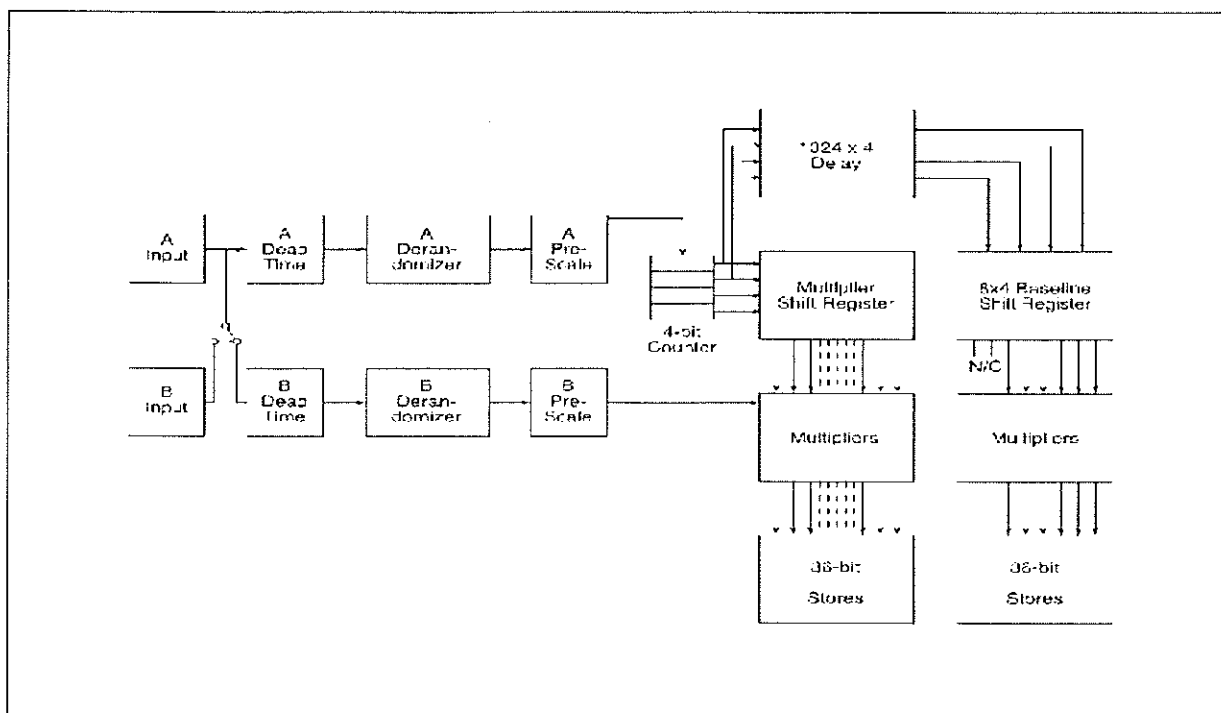 *324 x 4
Delay
A
Input
A
Dead
Time
A
Deran-
domizer
A
Pre-
Scale
4-bit
Counter
Multiplier
Shift Register
8x4 Baseline
Shift Register
N/C
B
Input
B
Dead
Time
B
Deran-
domizer
B
Pre-
Scale
Multipliers
Multipliers
36-bit
Stores
36-bit
Stores